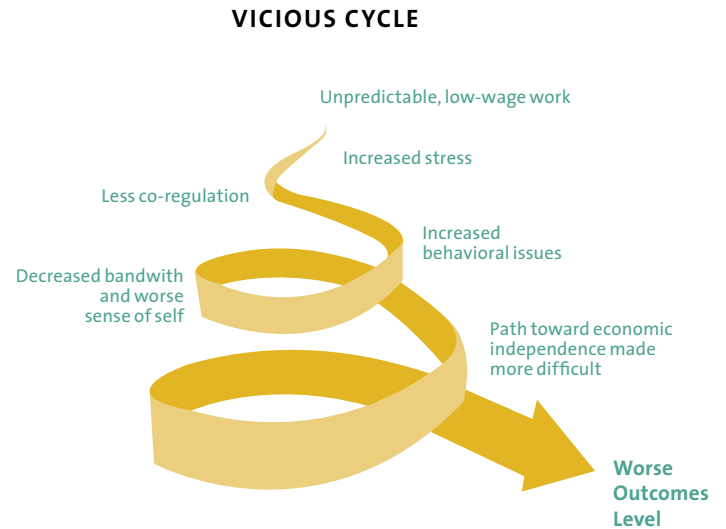 VICIOUS CYCLE
Unpredictable, low-wage work
Increased stress
Less co-regulation
Increased
behavioral issues
Decreased bandwith
and worse
sense of self
Path toward economic
independence made
more difficult
Worse
Outcomes
Level